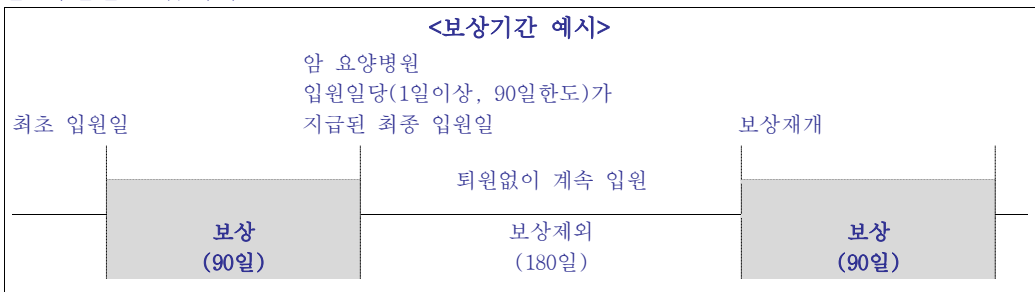 <보상기간 예시>
암 요양병원
입원일당(1일이상, 90일한도)가
최초 입원일
지급된 최종 입원일
보상재개
퇴원없이 계속 입원
보상
(90일)
보상제외
(180일)
보상
(90일)